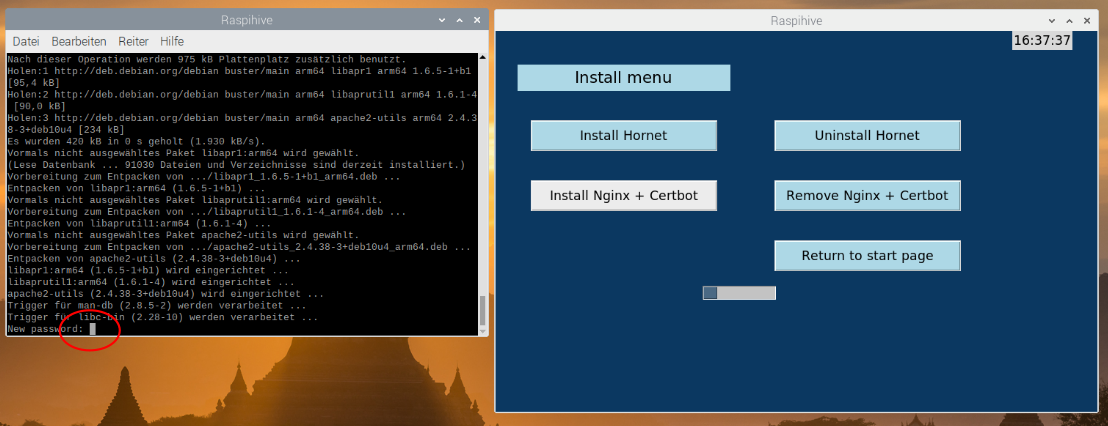 Raspihive
Datei Bearbeiten Reiter Hilfe
Nach dieser Operation werden 975 kB Plattenplatz zusätzlich benutzt.
Holen:1 http://deb.debian.org/debian buster/main arm64 libapr1 arm64 1.6.5-1+b1
[95,4 kB]
Holen:2 http://deb.debian.org/debian buster/main arm64 libaprutil1 arm64 1.6.1-4
[90,0 kB]
Holen:3 http://deb.debian.org/debian buster/main arm64 apache2-utils arm64 2.4.3
8-3+deb10u4 [234 kB]
Es wurden 420 kB in 0 s geholt (1.930 kB/s).
Vormals nicht ausgewähltes Paket libapr1:arm64 wird gewählt.
(Lese Datenbank ... 91030 Dateien und Verzeichnisse sind derzeit installiert.)
Vorbereitung zum Entpacken von .../libapr1_1.6.5-1+b1_arm64.deb ...
Entpacken von libapr1:arm64 (1.6.5-1+b1) ...
Vormals nicht ausgewähltes Paket libaprutil1:arm64 wird gewählt.
Vorbereitung zum Entpacken von .../libaprutil1_1.6.1-4_arm64.deb ...
Entpacken von libaprutil1:arm64 (1.6.1-4) ...
Vormals nicht ausgewähltes Paket apache2-utils wird gewählt.
Vorbereitung zum Entpacken von .../apache2-utils_2.4.38-3+deb10u4_arm64.deb ...
Entpacken von apache2-utils (2.4.38-3+deb10u4) ...
libapr1:arm64 (1.6.5-1+b1) wird eingerichtet ...
libaprutil1:arm64 (1.6.1-4) wird eingerichtet ...
apache2-utils (2.4.38-3+deb10u4) wird eingerichtet ...
Trigger für man-db (2.8.5-2) werden verarbeitet ...
Trigger für libc-bin (2.28-10) werden verarbeitet ...
New password:
Raspihive
16:37:37
Install menu
Install Hornet
Uninstall Hornet
Install Nginx + Certbot
Remove Nginx + Certbot
Return to start page